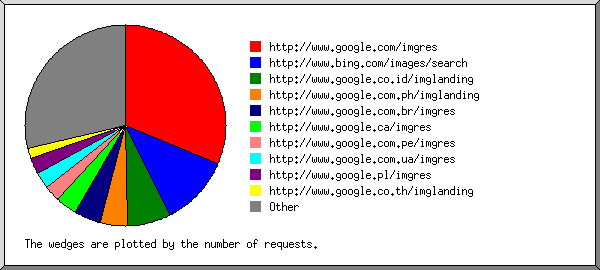 http://www.google.com/imgres
http://www.bing.com/images/search
http://www.google.co.id/imglanding
http://www.google.com.ph/imglanding
http://www.google.com.br/imgres
http://www.google.ca/imgres
http://www.google.com.pe/imgres
http://www.google.com.ua/imgres
http://www.google.pl/imgres
http://www.google.co.th/imglanding
Other
The wedges are plotted by the number of requests.